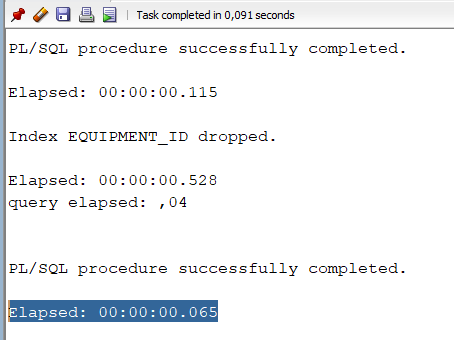 Task completed in 0,091 seconds
PL/SQL procedure successfully completed.
Elapsed: 00:00:00.115
Index EQUIPMENT_ID dropped.
Elapsed: 00:00:00.528
query elapsed: ,04
PL/SQL procedure successfully completed.
Elapsed: 00:00:00.065